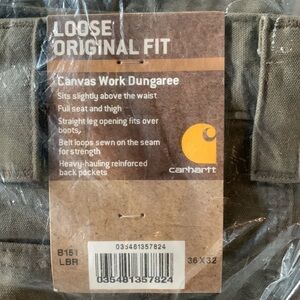 LOOSE
ORIGINAL FIT
Canvas Work Dungaree
Sits slightly above the waist
Full seat and thigh
Straight leg opening fits over
boots
Belt loops sewn on the seam
for strength
Heavy-hauling reinforced
back pockets
carhartt
B151
LBR
035481357824
36X32
035481357824